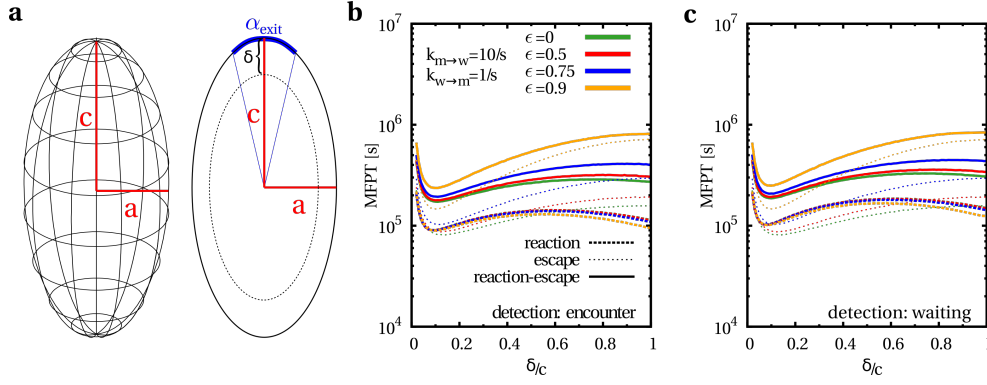 a
c
a
α_exit
δ
c
a
b
MFPT [s]
10^7
10^6
10^5
10^4
k_m→w=10/s
k_w→m=1/s
ϵ=0
ϵ=0.5
ϵ=0.75
ϵ=0.9
reaction
escape
reaction-escape
detection: encounter
0
0.2
0.4
0.6
0.8
1
δ/c
c
MFPT [s]
10^7
10^6
10^5
10^4
detection: waiting
0
0.2
0.4
0.6
0.8
1
δ/c